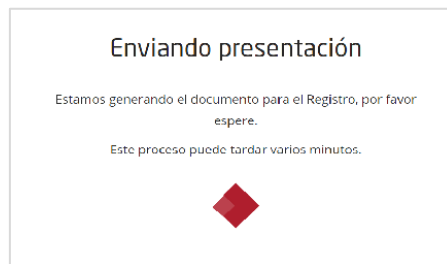 Enviando presentación
Estamos generando el documento para el Registro, por favor
espere.
Este proceso puede tardar varios minutos.